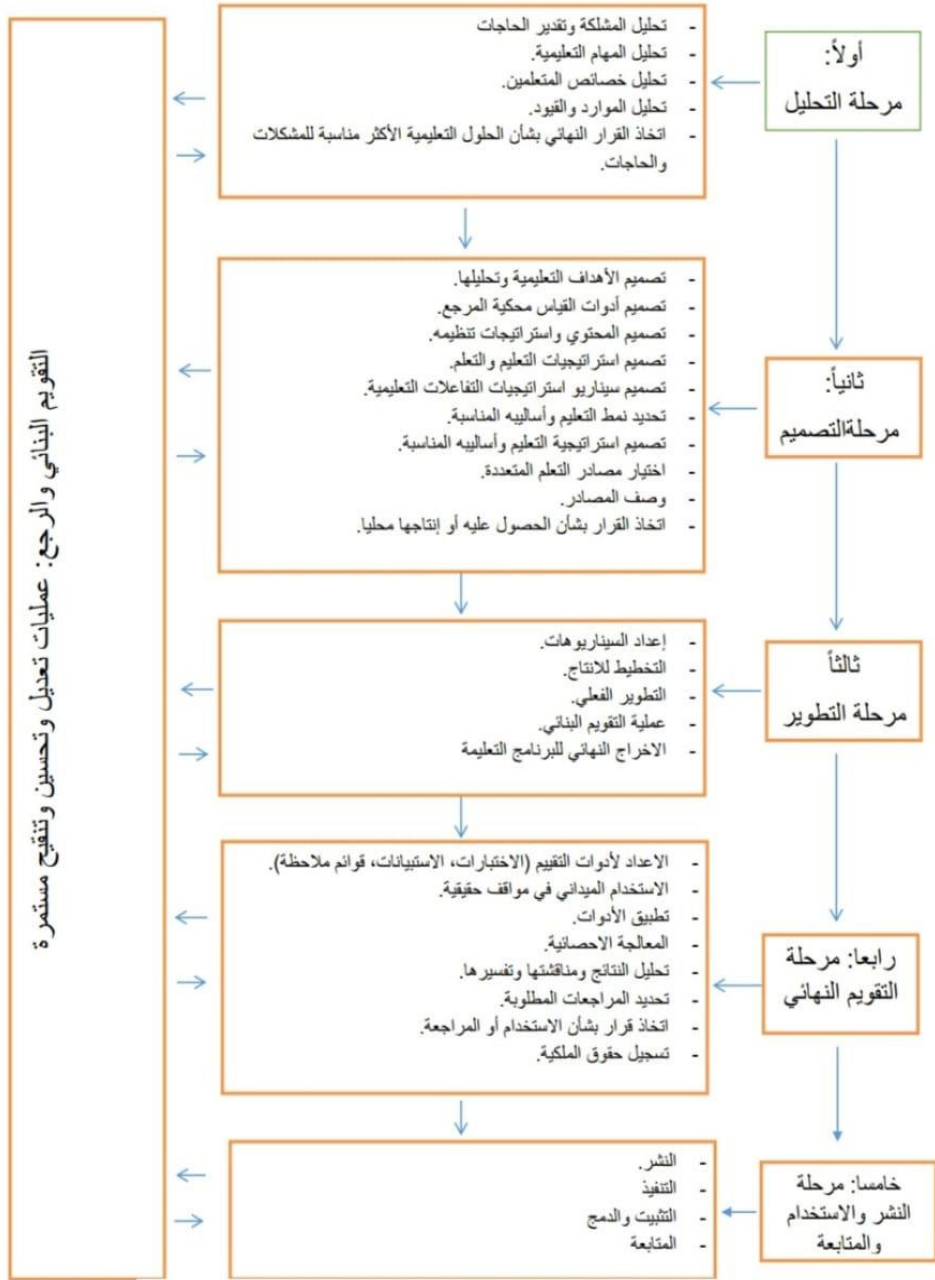 أولاً:
مرحلة التحليل
- تحليل المشلكة وتقدير الحاجات
- تحليل المهام التعليمية.
- تحليل خصائص المتعلمين.
- تحليل الموارد والقيود.
- اتخاذ القرار النهائي بشأن الحلول التعليمية الأكثر مناسبة للمشكلات
والحاجات.
ثانياً:
مرحلةالتصميم
- تصميم الأهداف التعليمية وتحليلها.
- تصميم أدوات القياس محكية المرجع.
- تصميم المحتوي واستراتيجات تنظيمه.
- تصميم استراتيجيات التعليم والتعلم.
- تصميم سيناريو استراتيجيات التفاعلات التعليمية.
- تحديد نمط التعليم وأساليبه المناسبة.
- تصميم استراتيجية التعليم وأساليبه المناسبة.
- اختيار مصادر التعلم المتعددة.
- وصف المصادر.
- اتخاذ القرار بشأن الحصول عليه أو إنتاجها محليا.
ثالثاً
مرحلة التطوير
- إعداد السيناريوهات.
- التخطيط للانتاج.
- التطوير الفعلي.
- عملية التقويم البنائي.
- الاخراج النهائي للبرنامج التعليمة
رابعا: مرحلة
التقويم النهائي
- الاعداد لأدوات التقييم (الاختبارات، الاستبيانات، قوائم ملاحظة).
- الاستخدام الميداني في مواقف حقيقية.
- تطبيق الأدوات.
- المعالجة الاحصائية.
- تحليل النتائج ومناقشتها وتفسيرها.
- تحديد المراجعات المطلوبة.
- اتخاذ قرار بشأن الاستخدام أو المراجعة.
- تسجيل حقوق الملكية.
خامسا: مرحلة
النشر والاستخدام
والمتابعة
- النشر.
- التنفيذ
- التثبيت والدمج
- المتابعة
التقويم البنائي والرجع: عمليات تعديل وتحسين وتنقيح مستمرة